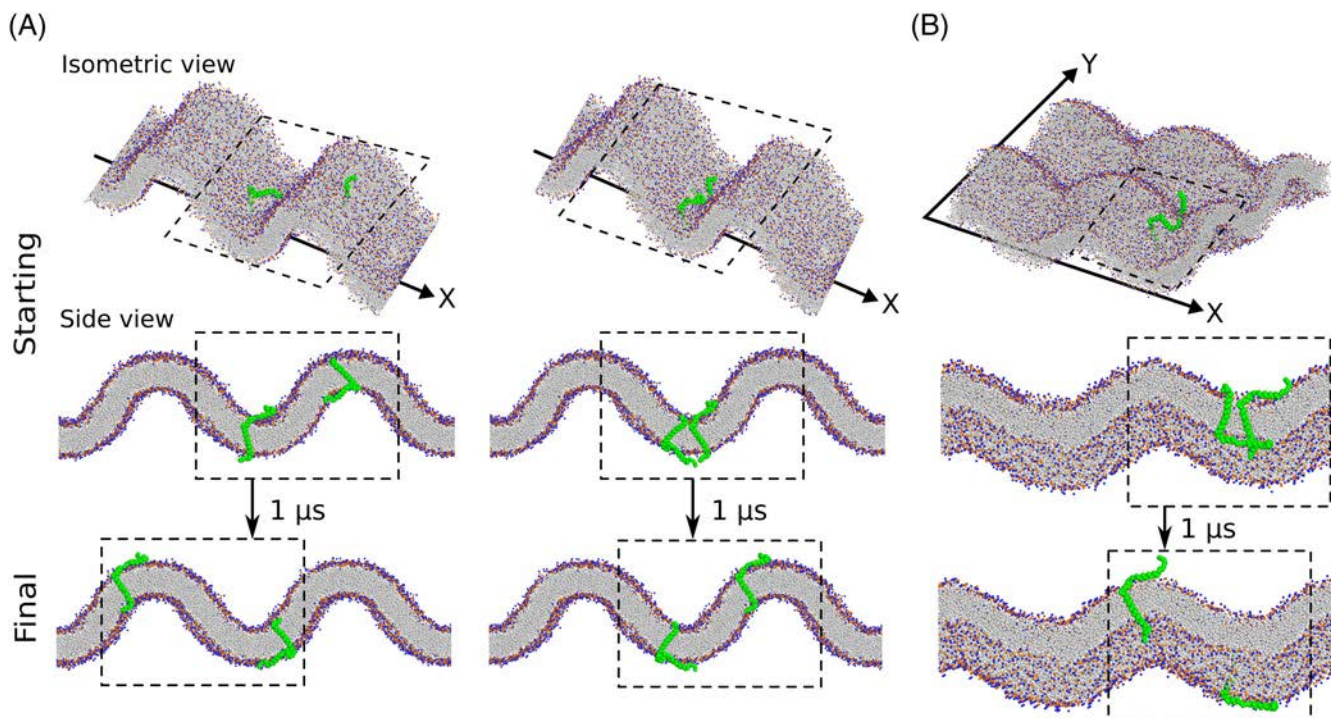 (A)
(B)
Isometric view
Y
X
X
X
Starting
Side view
1 μs
1 μs
1 μs
Final